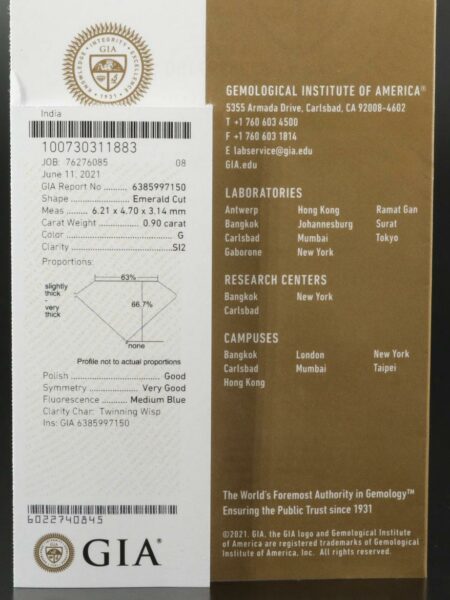 KNOWLEDGE INTEGRITY EXCELLENCE
GIA
India
100730311883
JOB: 76276085 08
June 11, 2021
GIA Report No .......... 6385997150
Shape .................. Emerald Cut
Meas ..... 6.21 x 4.70 x 3.14 mm
Carat Weight ............. 0.90 carat
Color ................................ G
Clarity .............................. SI2
Proportions:
63%
slightly
thick
-
very
thick
66.7%
none
Profile not to actual proportions
Polish ........................... Good
Symmetry ................. Very Good
Fluorescence ......... Medium Blue
Clarity Char: Twinning Wisp
Ins: GIA 6385997150
6022740845
GIA®
GEMOLOGICAL INSTITUTE OF AMERICA®
5355 Armada Drive, Carlsbad, CA 92008-4602
T +1 760 603 4500
F +1 760 603 1814
E labservice@gia.edu
GIA.edu
LABORATORIES
Antwerp Hong Kong Ramat Gan
Bangkok Johannesburg Surat
Carlsbad Mumbai Tokyo
Gaborone New York
RESEARCH CENTERS
Bangkok New York
Carlsbad
CAMPUSES
Bangkok London New York
Carlsbad Mumbai Taipei
Hong Kong
The World's Foremost Authority in Gemology™
Ensuring the Public Trust since 1931
©2021. GIA, the GIA logo and Gemological Institute
of America are registered trademarks of Gemological
Institute of America, Inc. All rights reserved.